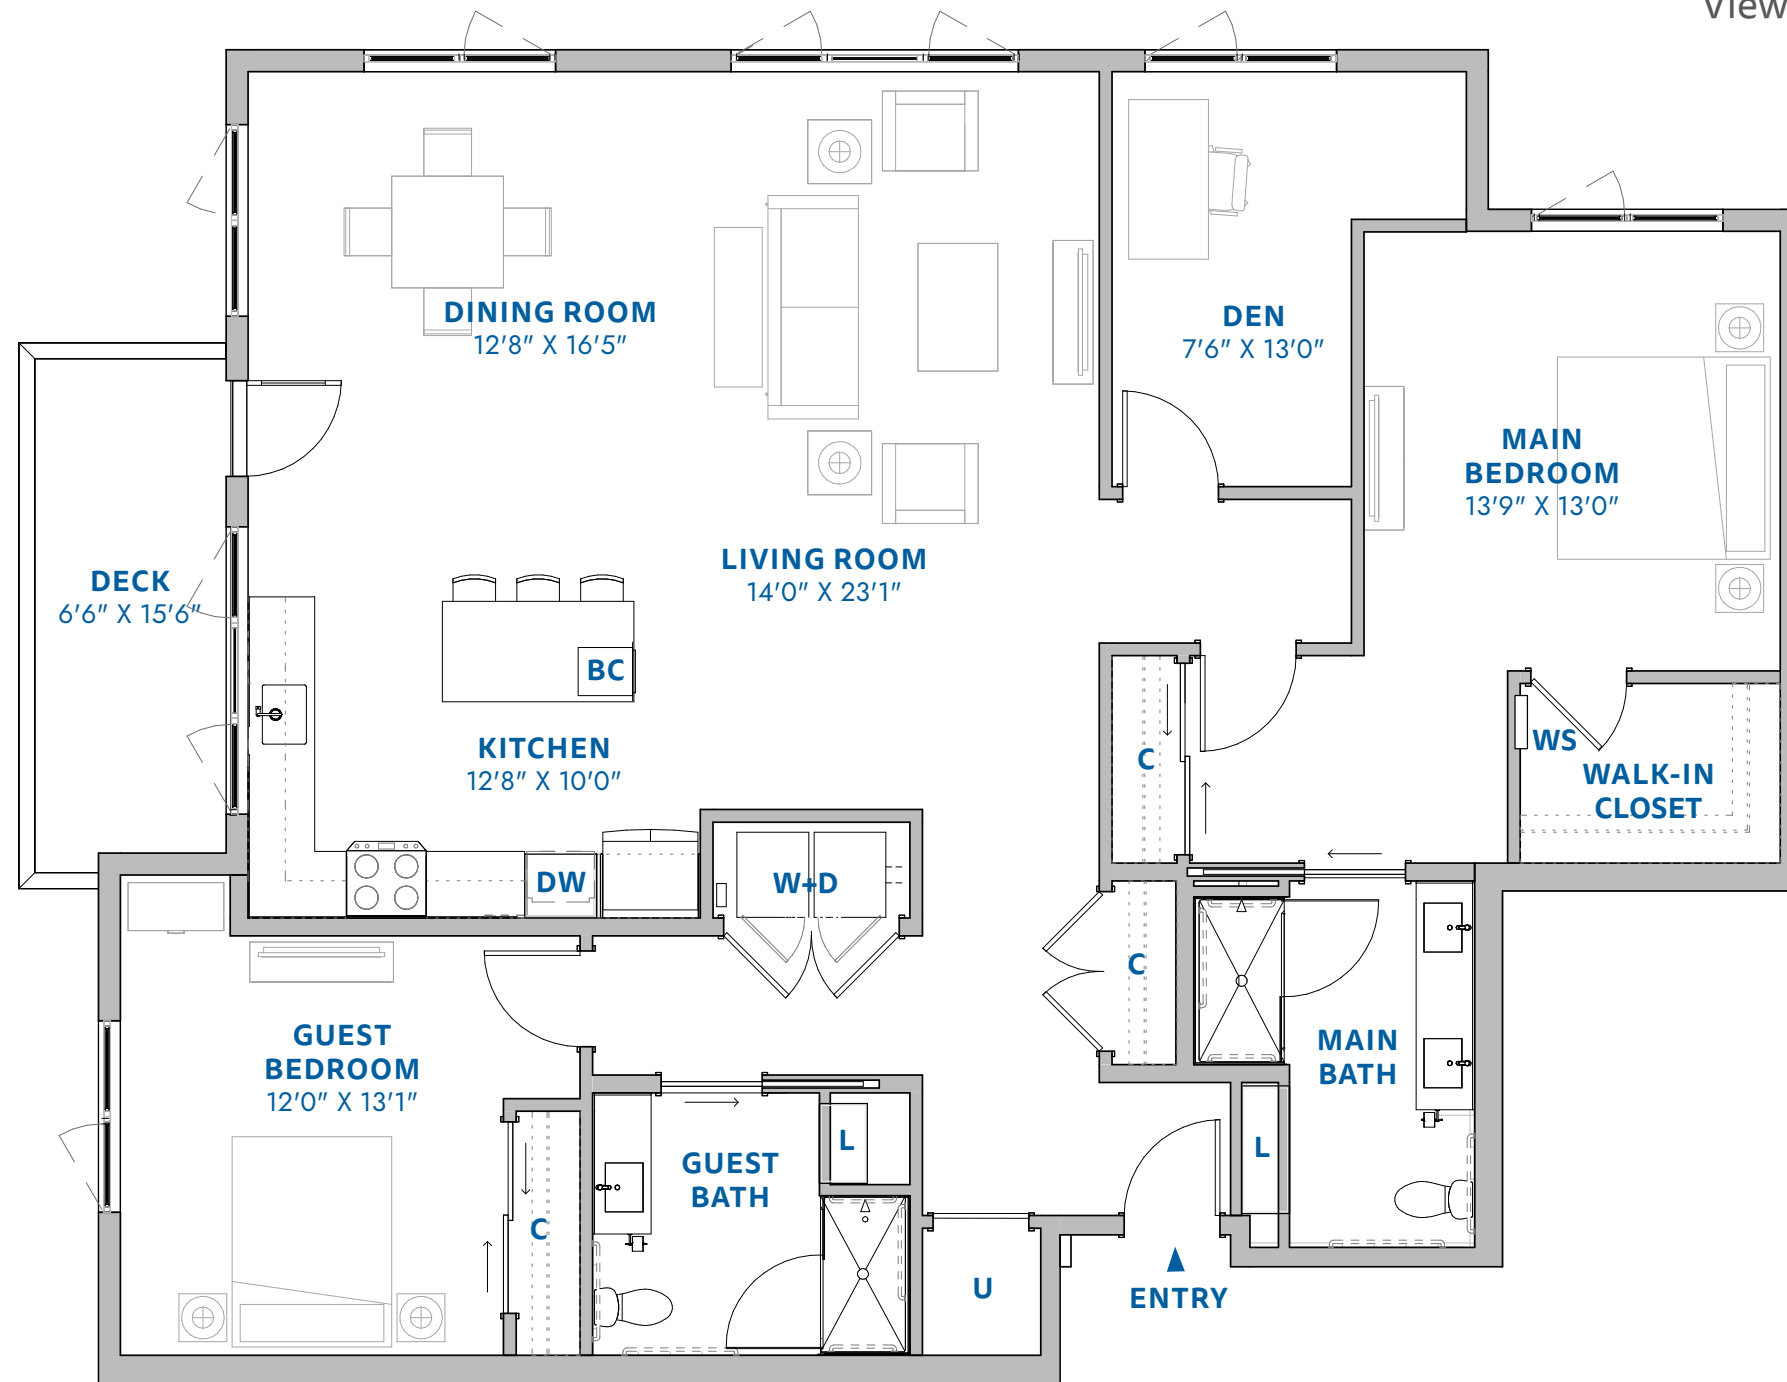 View
DINING ROOM
12'8" X 16'5"
DEN
7'6" X 13'0"
MAIN
BEDROOM
13'9" X 13'0"
LIVING ROOM
14'0" X 23'1"
DECK
6'6" X 15'6"
BC
KITCHEN
12'8" X 10'0"
C
WS
WALK-IN
CLOSET
DW
W+D
C
GUEST
BEDROOM
12'0" X 13'1"
MAIN
BATH
L
L
GUEST
BATH
C
U
ENTRY